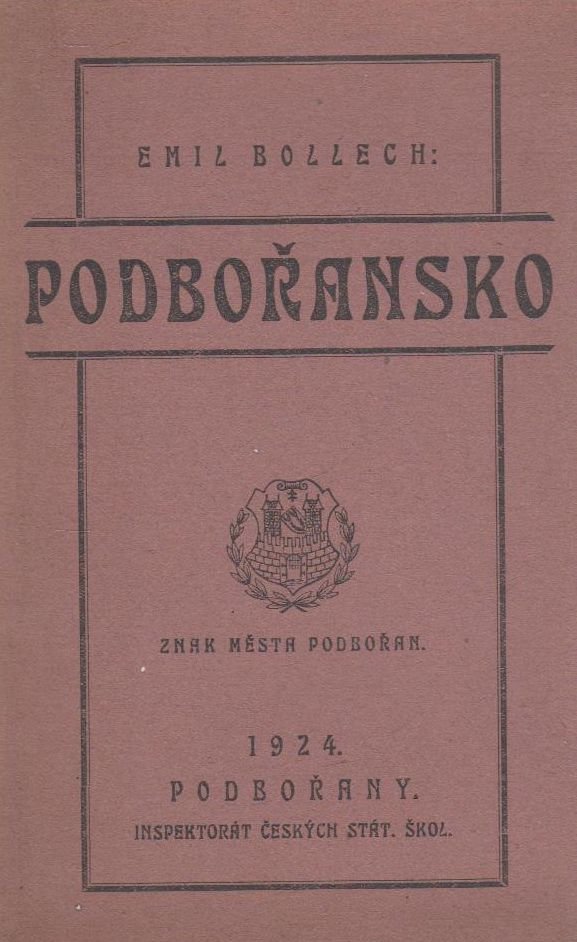 EMIL BOLLECH:
PODBOŘANSKO
ZNAK MĚSTA PODBOŘAN.
1924.
PODBOŘANY.
INSPEKTORÁT ČESKÝCH STÁT. ŠKOL.